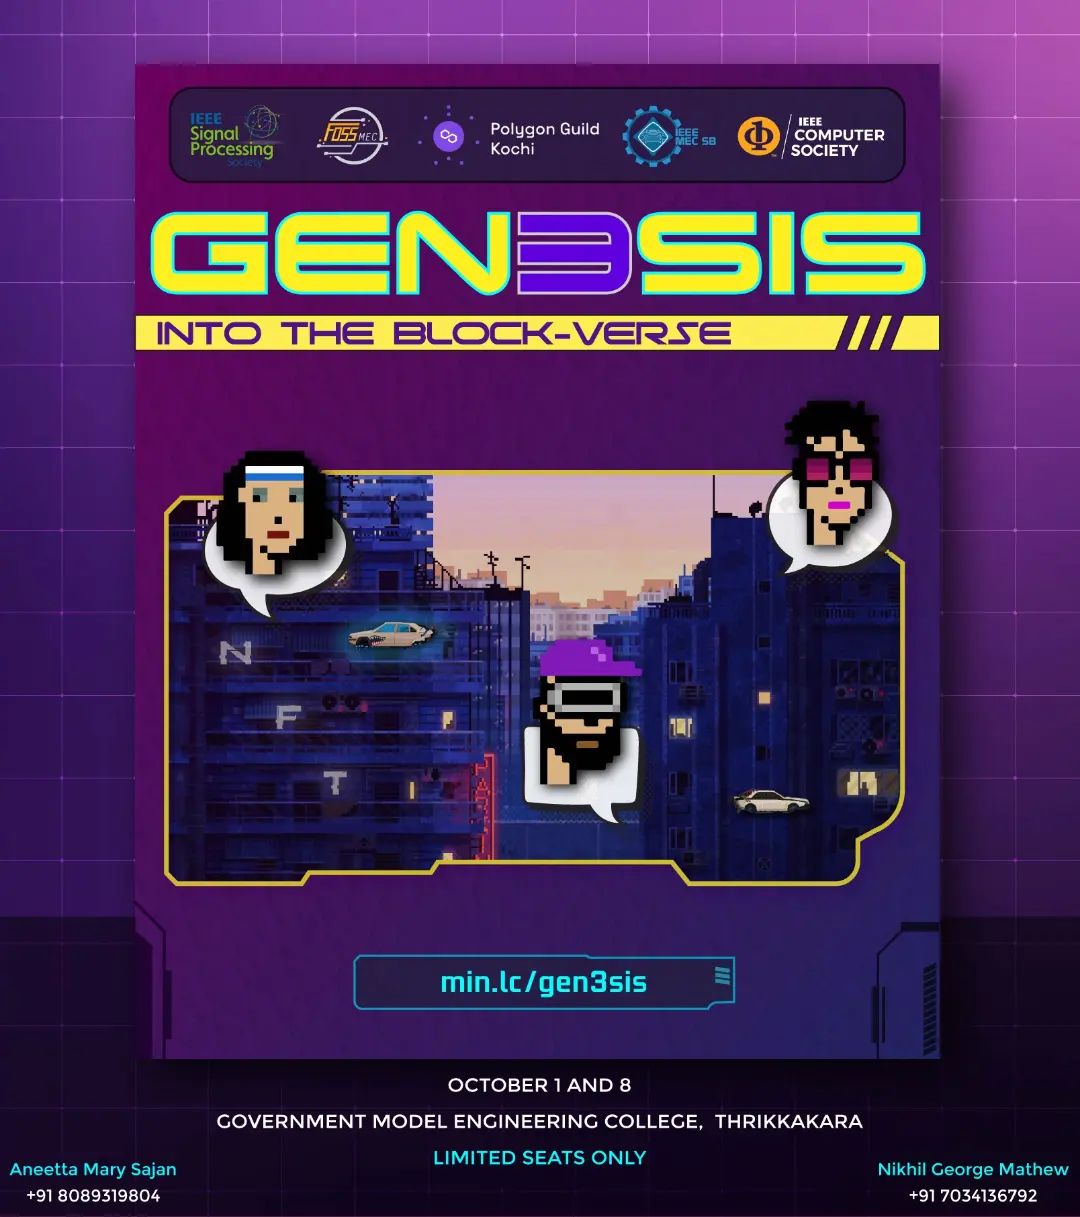 IEEE
Signal
Processing
Society
FOSS MEC
Polygon Guild
Kochi
IEEE
MEC SB
IEEE
COMPUTER
SOCIETY
GEN3SIS
INTO THE BLOCK-VERSE
N
F
T
min.lc/gen3sis
OCTOBER 1 AND 8
GOVERNMENT MODEL ENGINEERING COLLEGE, THRIKKAKARA
LIMITED SEATS ONLY
Aneetta Mary Sajan
+91 8089319804
Nikhil George Mathew
+91 7034136792